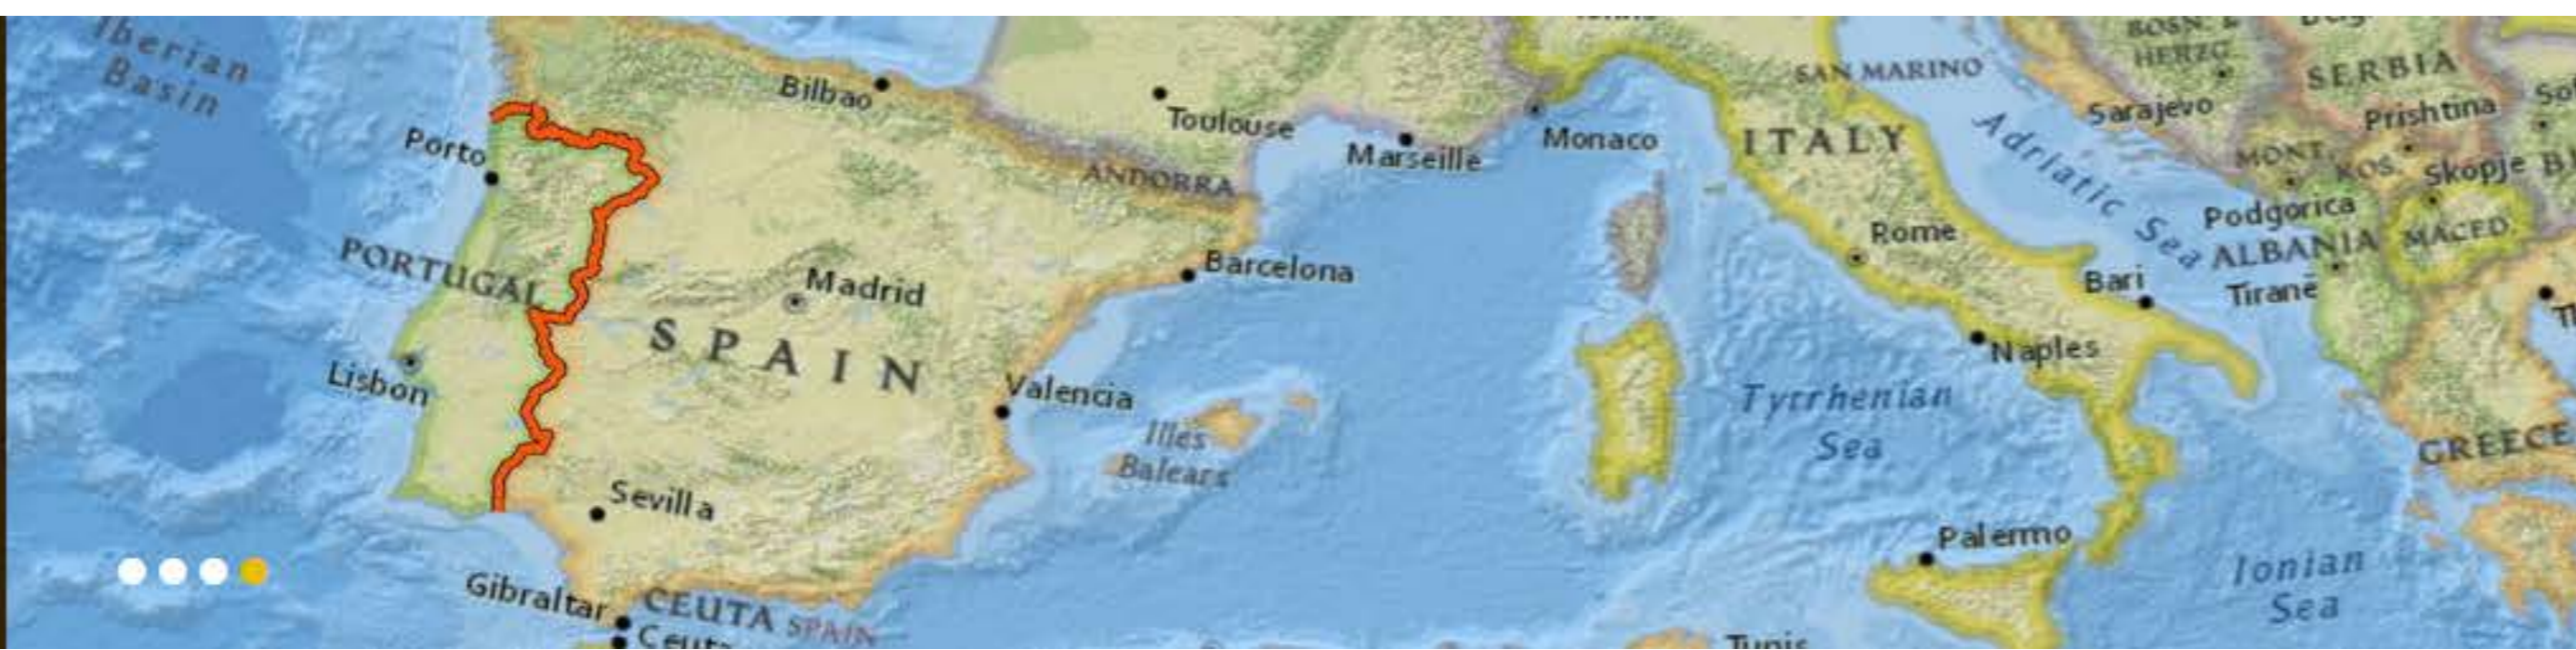 Iberian
Basin
Bilbao
Toulouse
Marseille
Monaco
SAN MARINO
ITALY
BOSN. &
HERZG
SERBIA
Sarajevo
Prishtina
Adriatic Sea
MONT.
KOS.
Skopje
Porto
ANDORRA
Podgorica
MACED
ALBANIA
Rome
PORTUGAL
Madrid
Barcelona
Bari
Tiranë
SPAIN
Naples
Lisbon
Valencia
Illes
Balears
Tyrrhenian
Sea
GREECE
Sevilla
Palermo
Ionian
Sea
Gibraltar
CEUTA SPAIN
Ceuta
Tunis